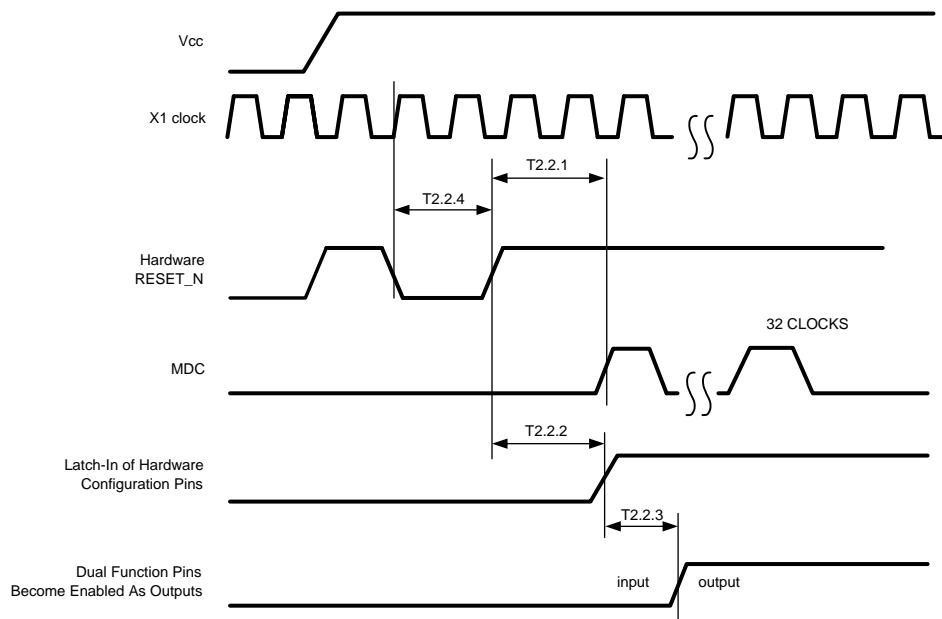 Vcc
X1 clock
T2.2.1
T2.2.4
Hardware
RESET_N
32 CLOCKS
MDC
T2.2.2
Latch-In of Hardware
Configuration Pins
T2.2.3
Dual Function Pins
Become Enabled As Outputs
input
output